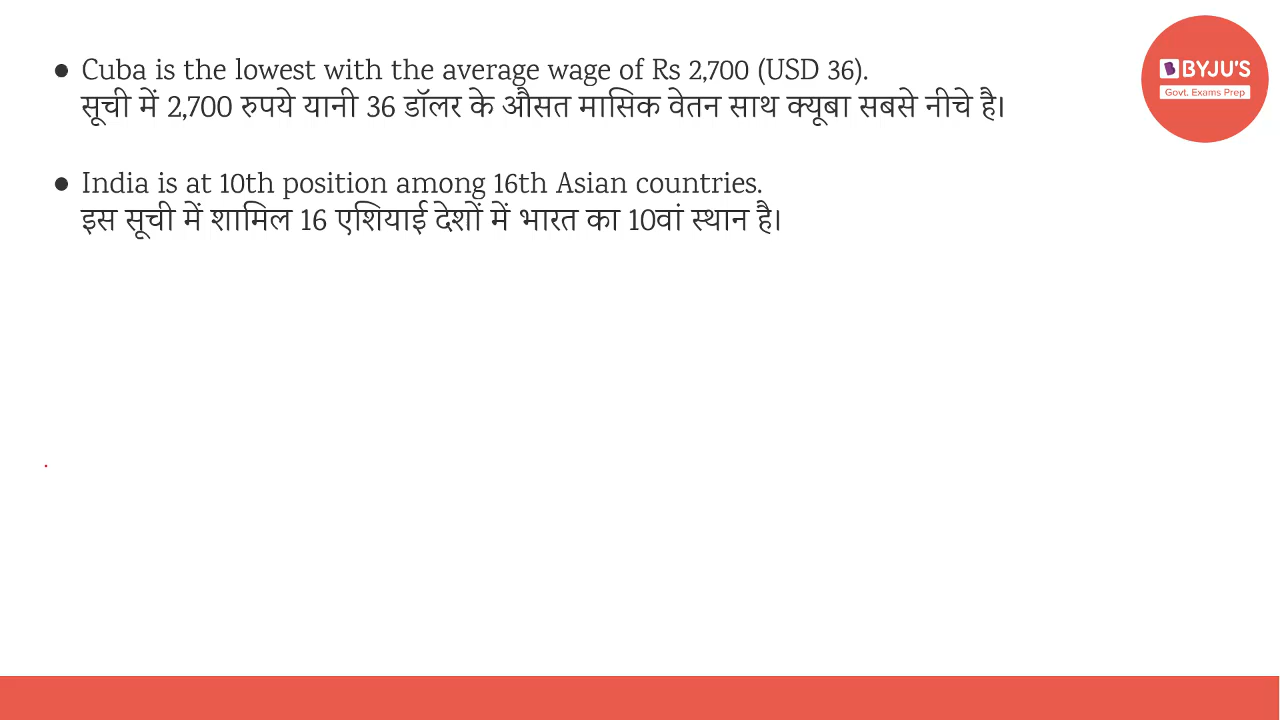 ● Cuba is the lowest with the average wage of Rs 2,700 (USD 36).
सूची में 2,700 रुपये यानी 36 डॉलर के औसत मासिक वेतन साथ क्यूबा सबसे नीचे है।
● India is at 10th position among 16th Asian countries.
इस सूची में शामिल 16 एशियाई देशों में भारत का 10वां स्थान है।
BYJU'S
Govt. Exams Prep